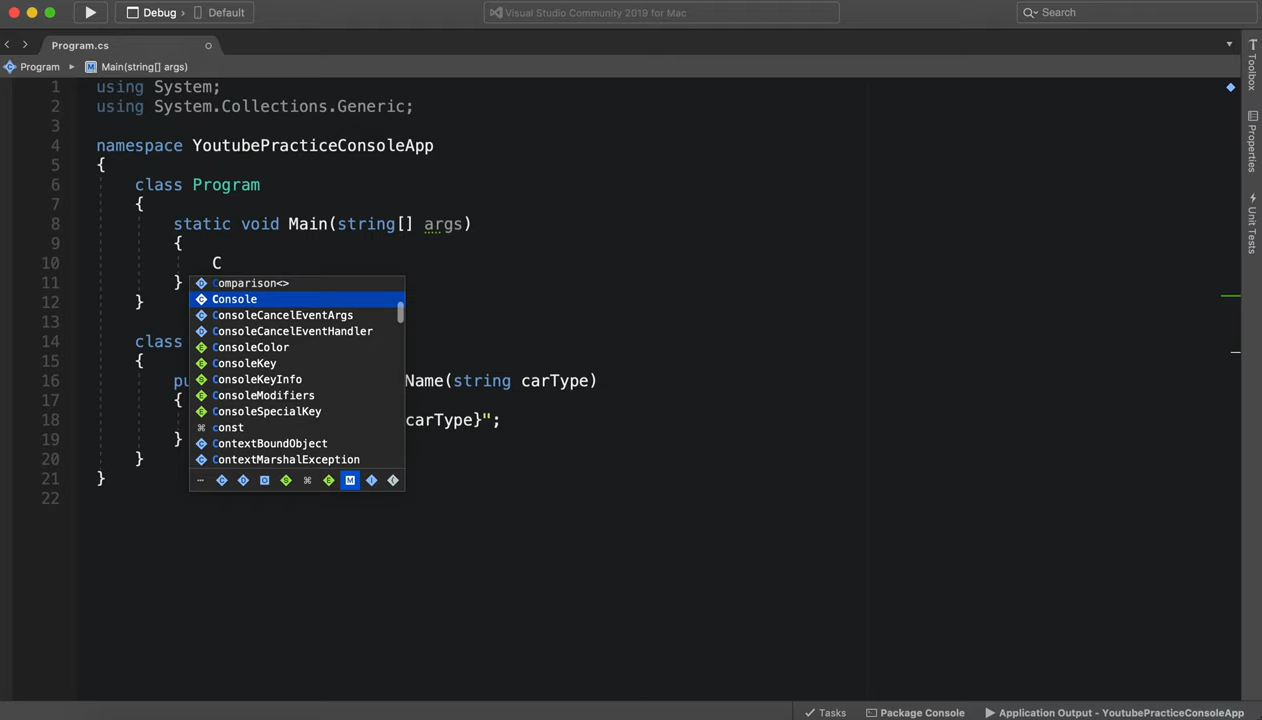 Debug
Default
Visual Studio Community 2019 for Mac
Search
Program.cs
Program
Main(string[] args)
1 using System;
2 using System.Collections.Generic;
3
4 namespace YoutubePracticeConsoleApp
5 {
6 class Program
7 {
8 static void Main(string[] args)
9 {
10 C
11 }
12 }
13
14 class
15 {
16 pu Name(string carType)
17 {
18 carType}";
19 }
20 }
21 }
22
Comparison<>
Console
ConsoleCancelEventArgs
ConsoleCancelEventHandler
ConsoleColor
ConsoleKey
ConsoleKeyInfo
ConsoleModifiers
ConsoleSpecialKey
const
ContextBoundObject
ContextMarshalException
Toolbox
Properties
Unit Tests
Tasks
Package Console
Application Output - YoutubePracticeConsoleApp